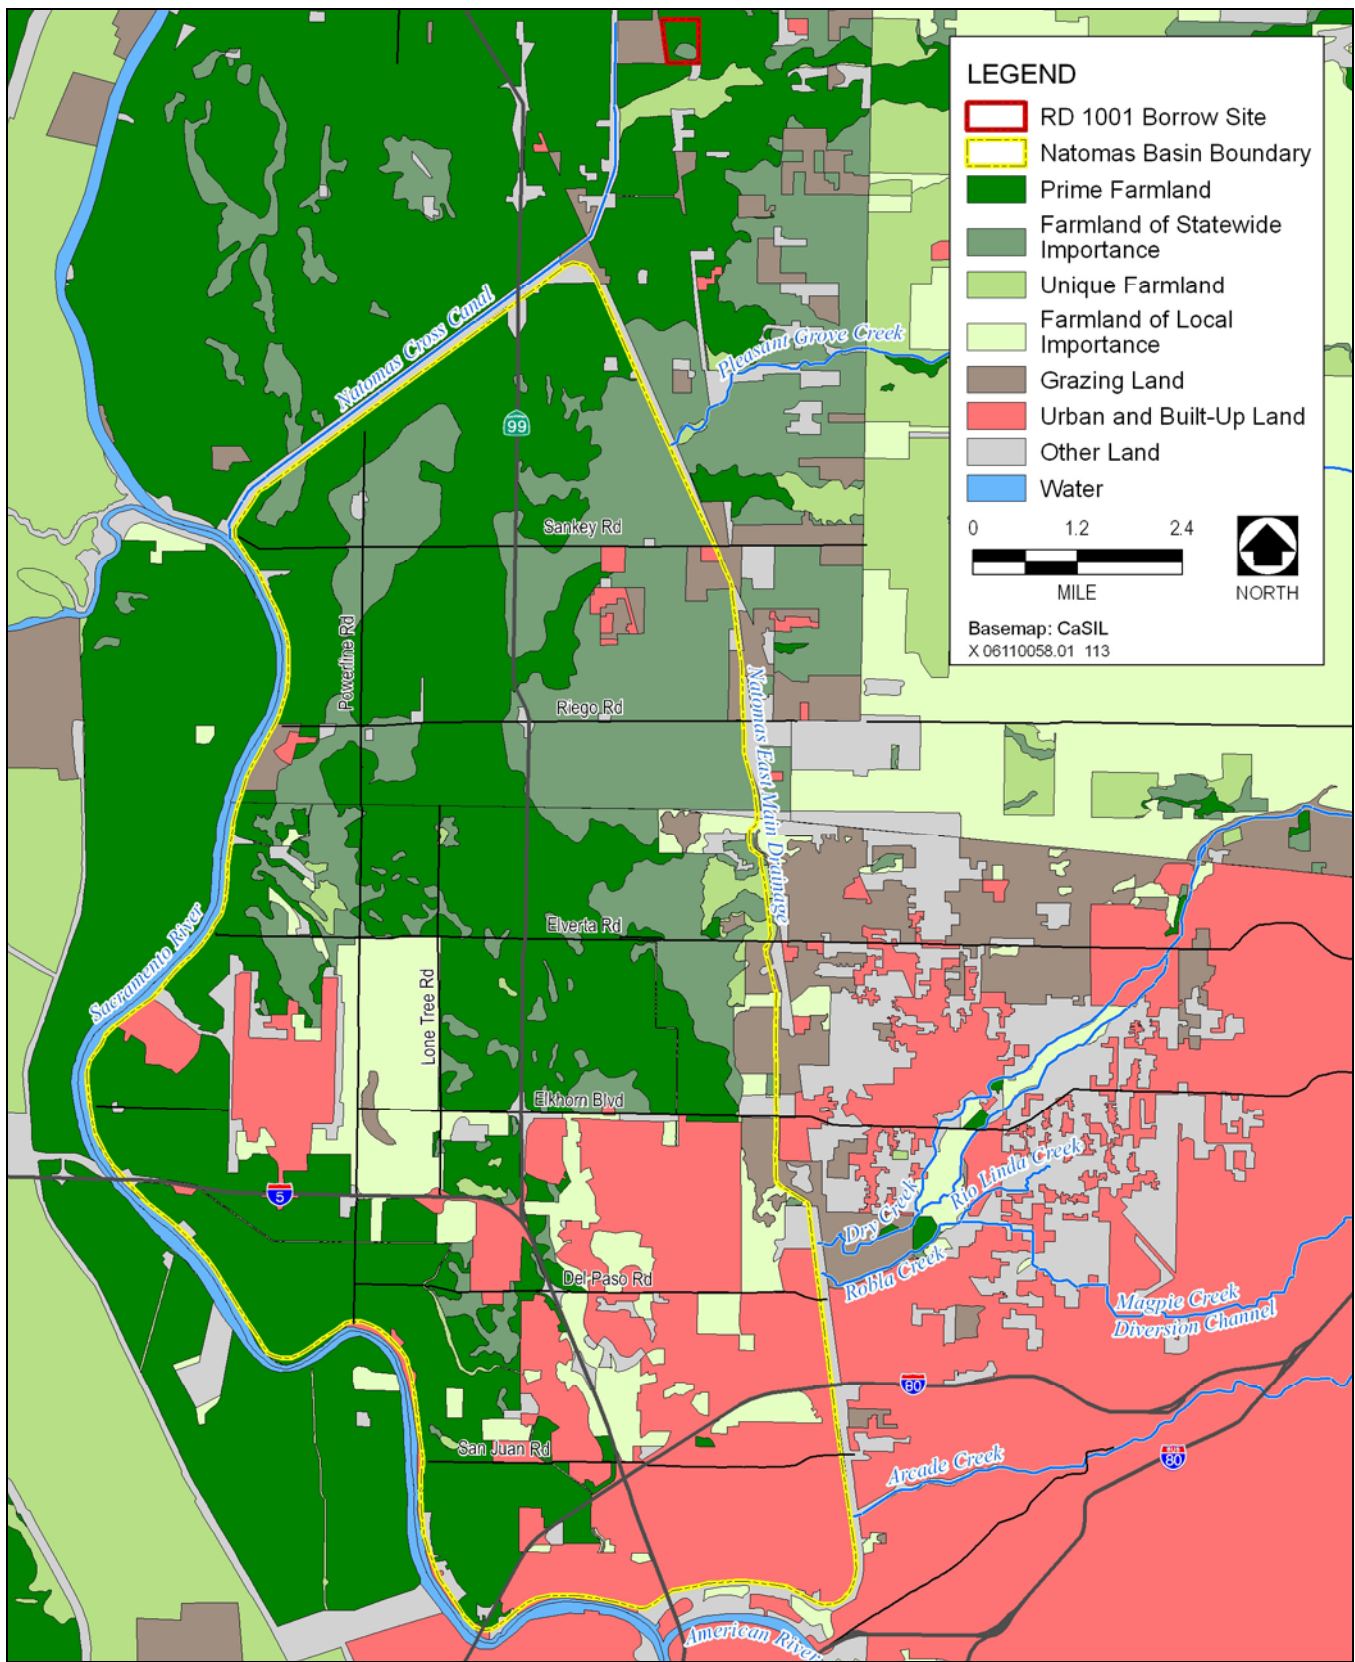 LEGEND
RD 1001 Borrow Site
Natomas Basin Boundary
Prime Farmland
Farmland of Statewide
Importance
Unique Farmland
Farmland of Local
Importance
Grazing Land
Urban and Built-Up Land
Other Land
Water
0 1.2 2.4
MILE
NORTH
Basemap: CaSIL
X 06110058.01 113
Natomas Cross Canal
Pleasant Grove Creek
99
Sankey Rd
Powerline Rd
Riego Rd
Natomas East Main Drainage
Elverta Rd
Sacramento River
Lone Tree Rd
Elkhorn Blvd
5
Dry Creek
Rio Linda Creek
Robla Creek
Del Paso Rd
Magpie Creek
Diversion Channel
80
San Juan Rd
Arcade Creek
80
American River